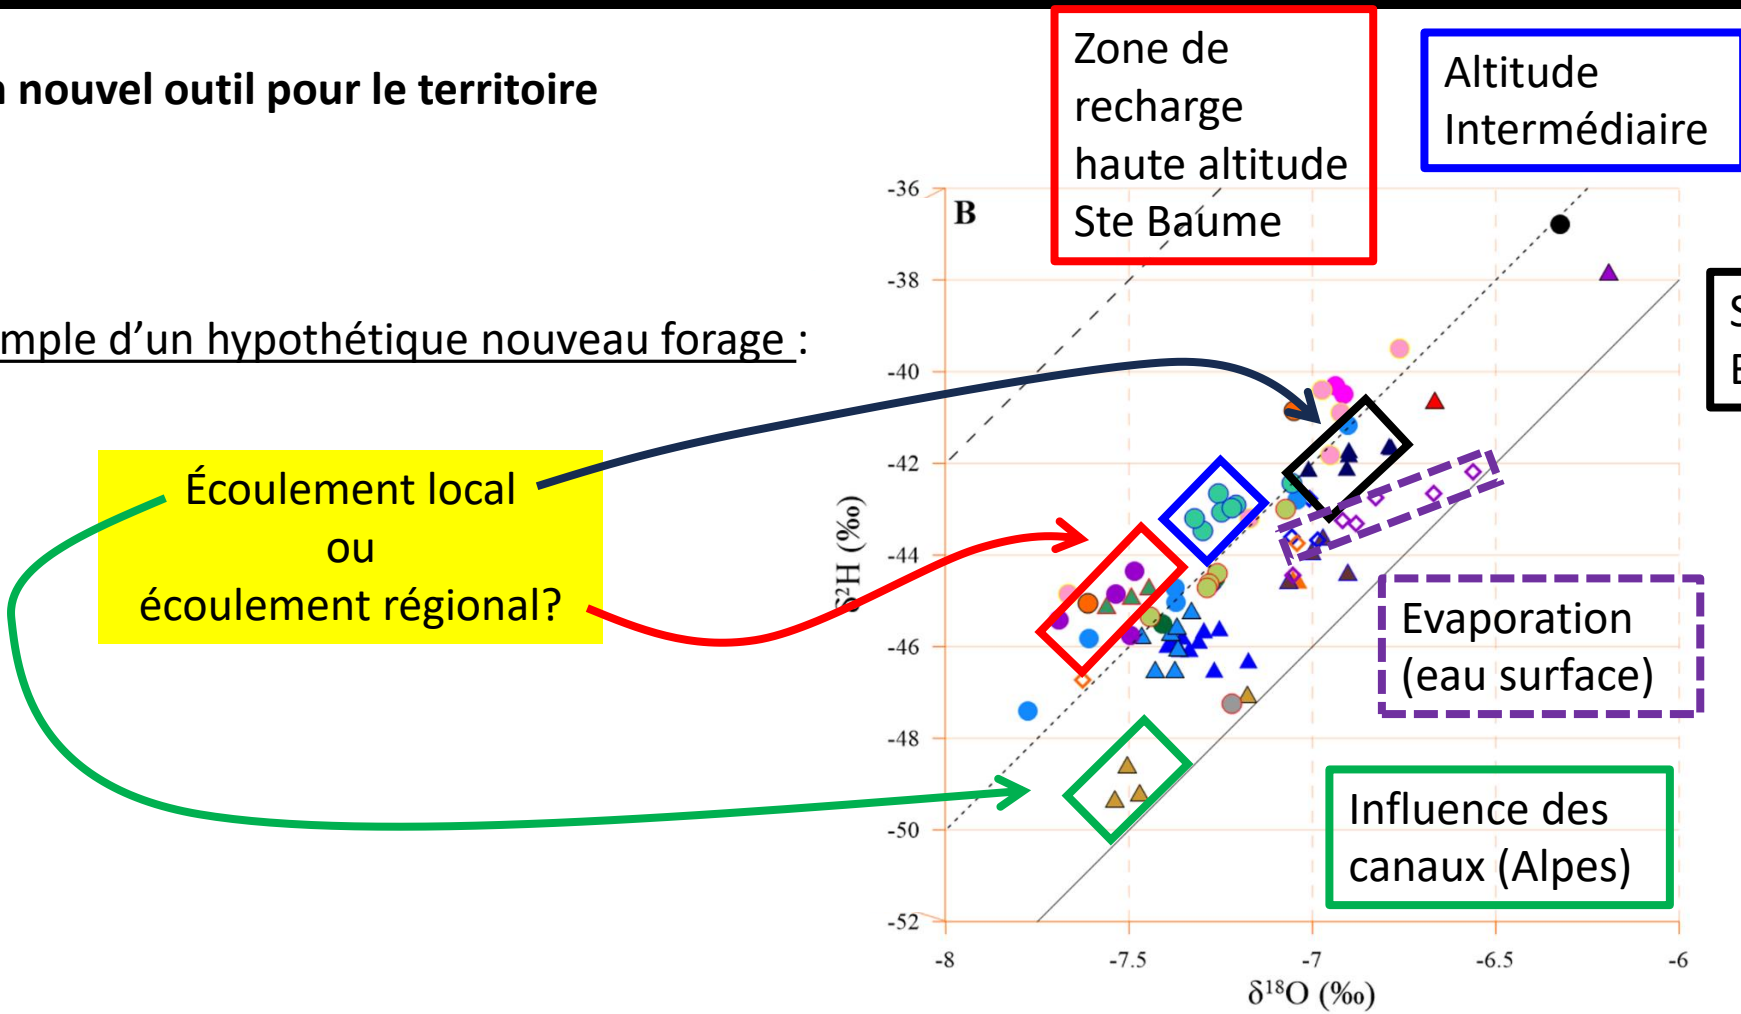 nouvel outil pour le territoire
Zone de
recharge
haute altitude
Ste Baume
Altitude
Intermédiaire
d'un hypothétique nouveau forage :
Écoulement local
ou
écoulement régional?
B
-36
-38
-40
-42
-44
-46
-48
-50
-52
δ²H (‰)
-8
-7.5
-7
-6.5
-6
δ¹⁸O (‰)
Evaporation
(eau surface)
Influence des
canaux (Alpes)